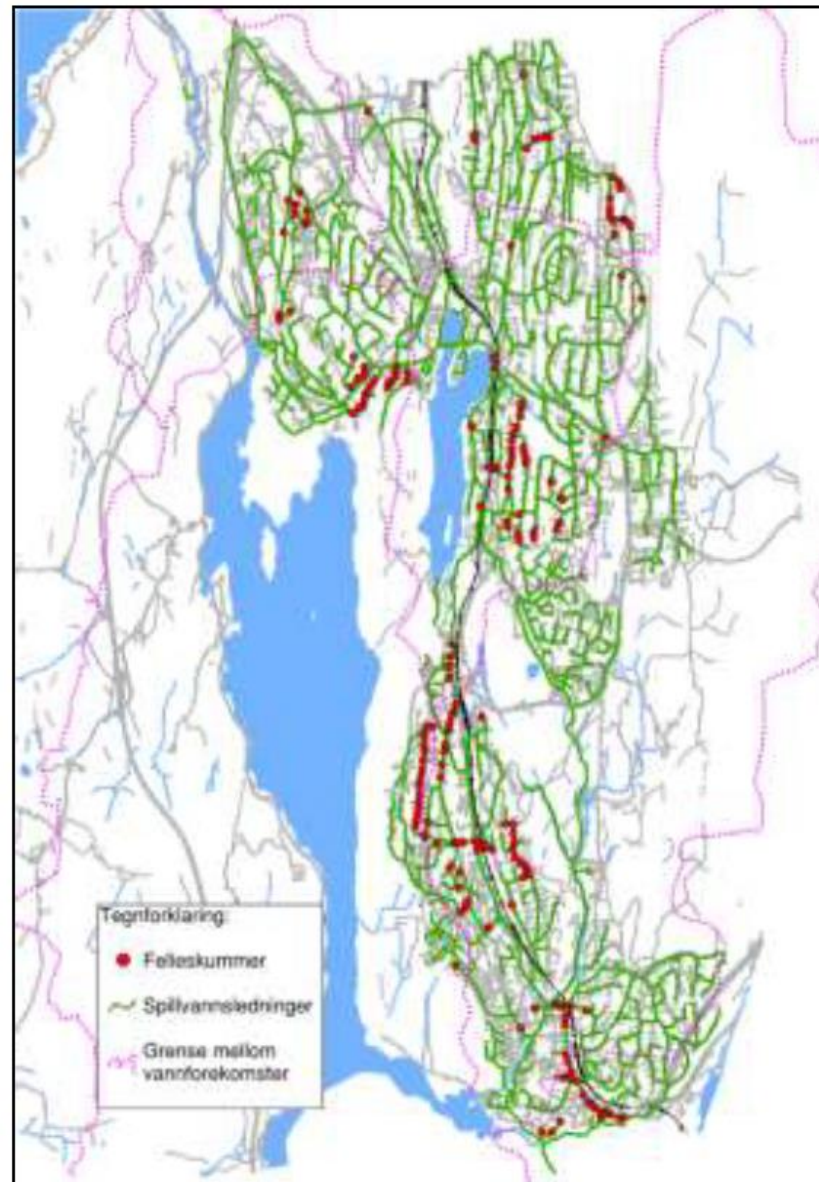 Tegnforklaring:
Felleskummer
Spillvannsledninger
Grense mellom
vannforekomster